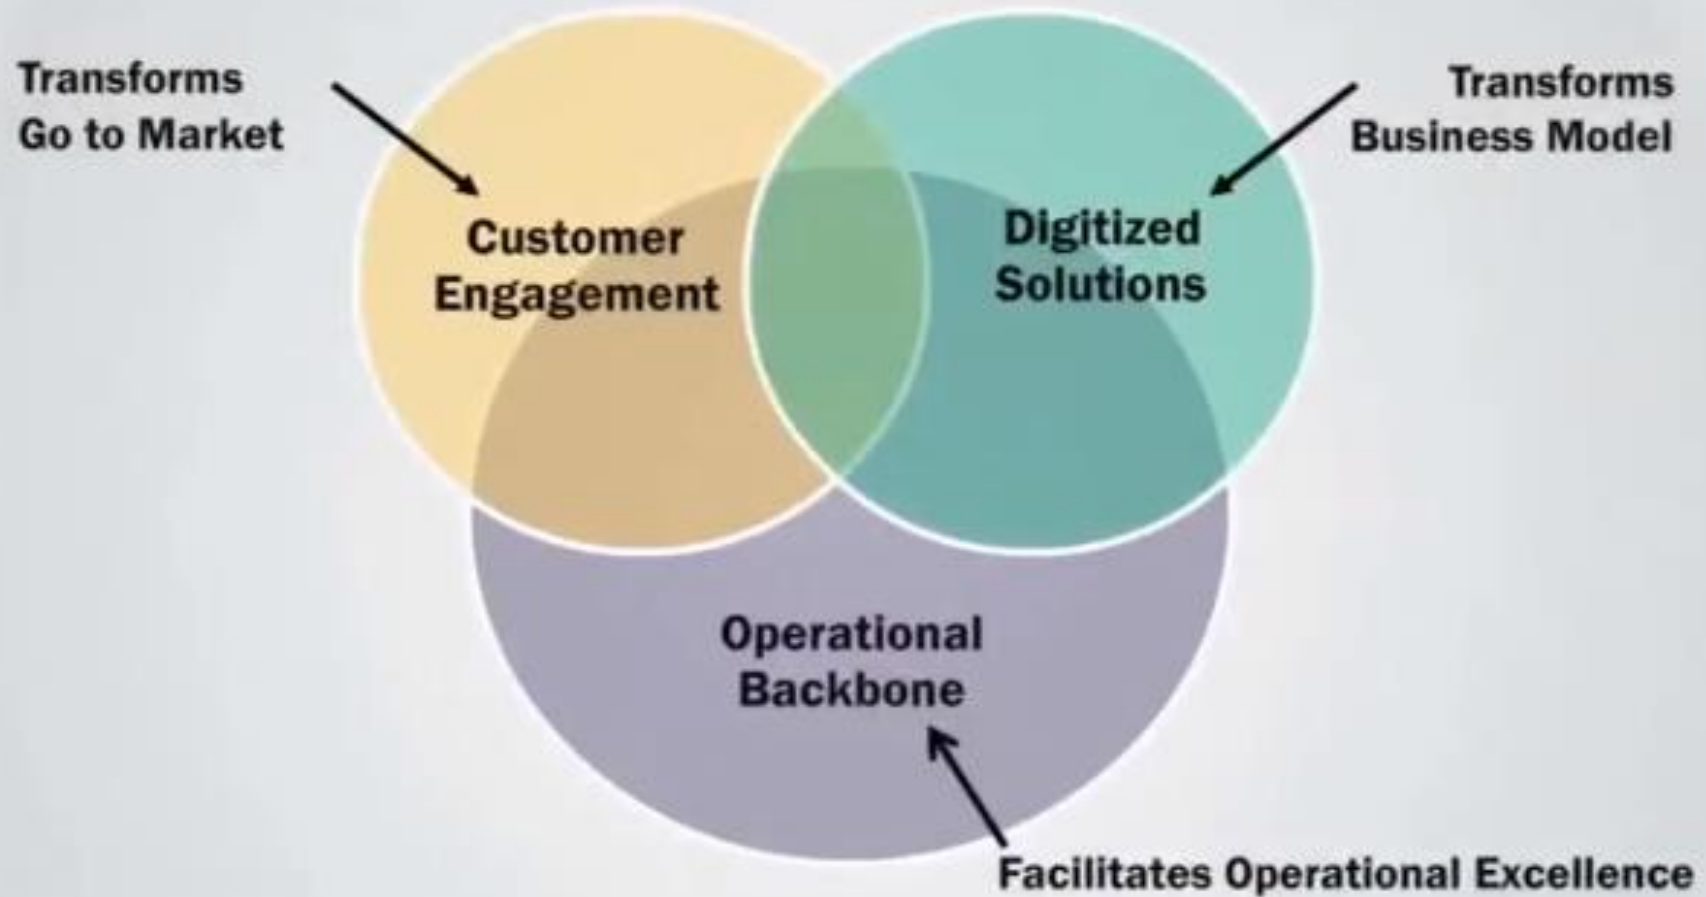 Transforms
Go to Market
Transforms
Business Model
Customer
Engagement
Digitized
Solutions
Operational
Backbone
Facilitates Operational Excellence